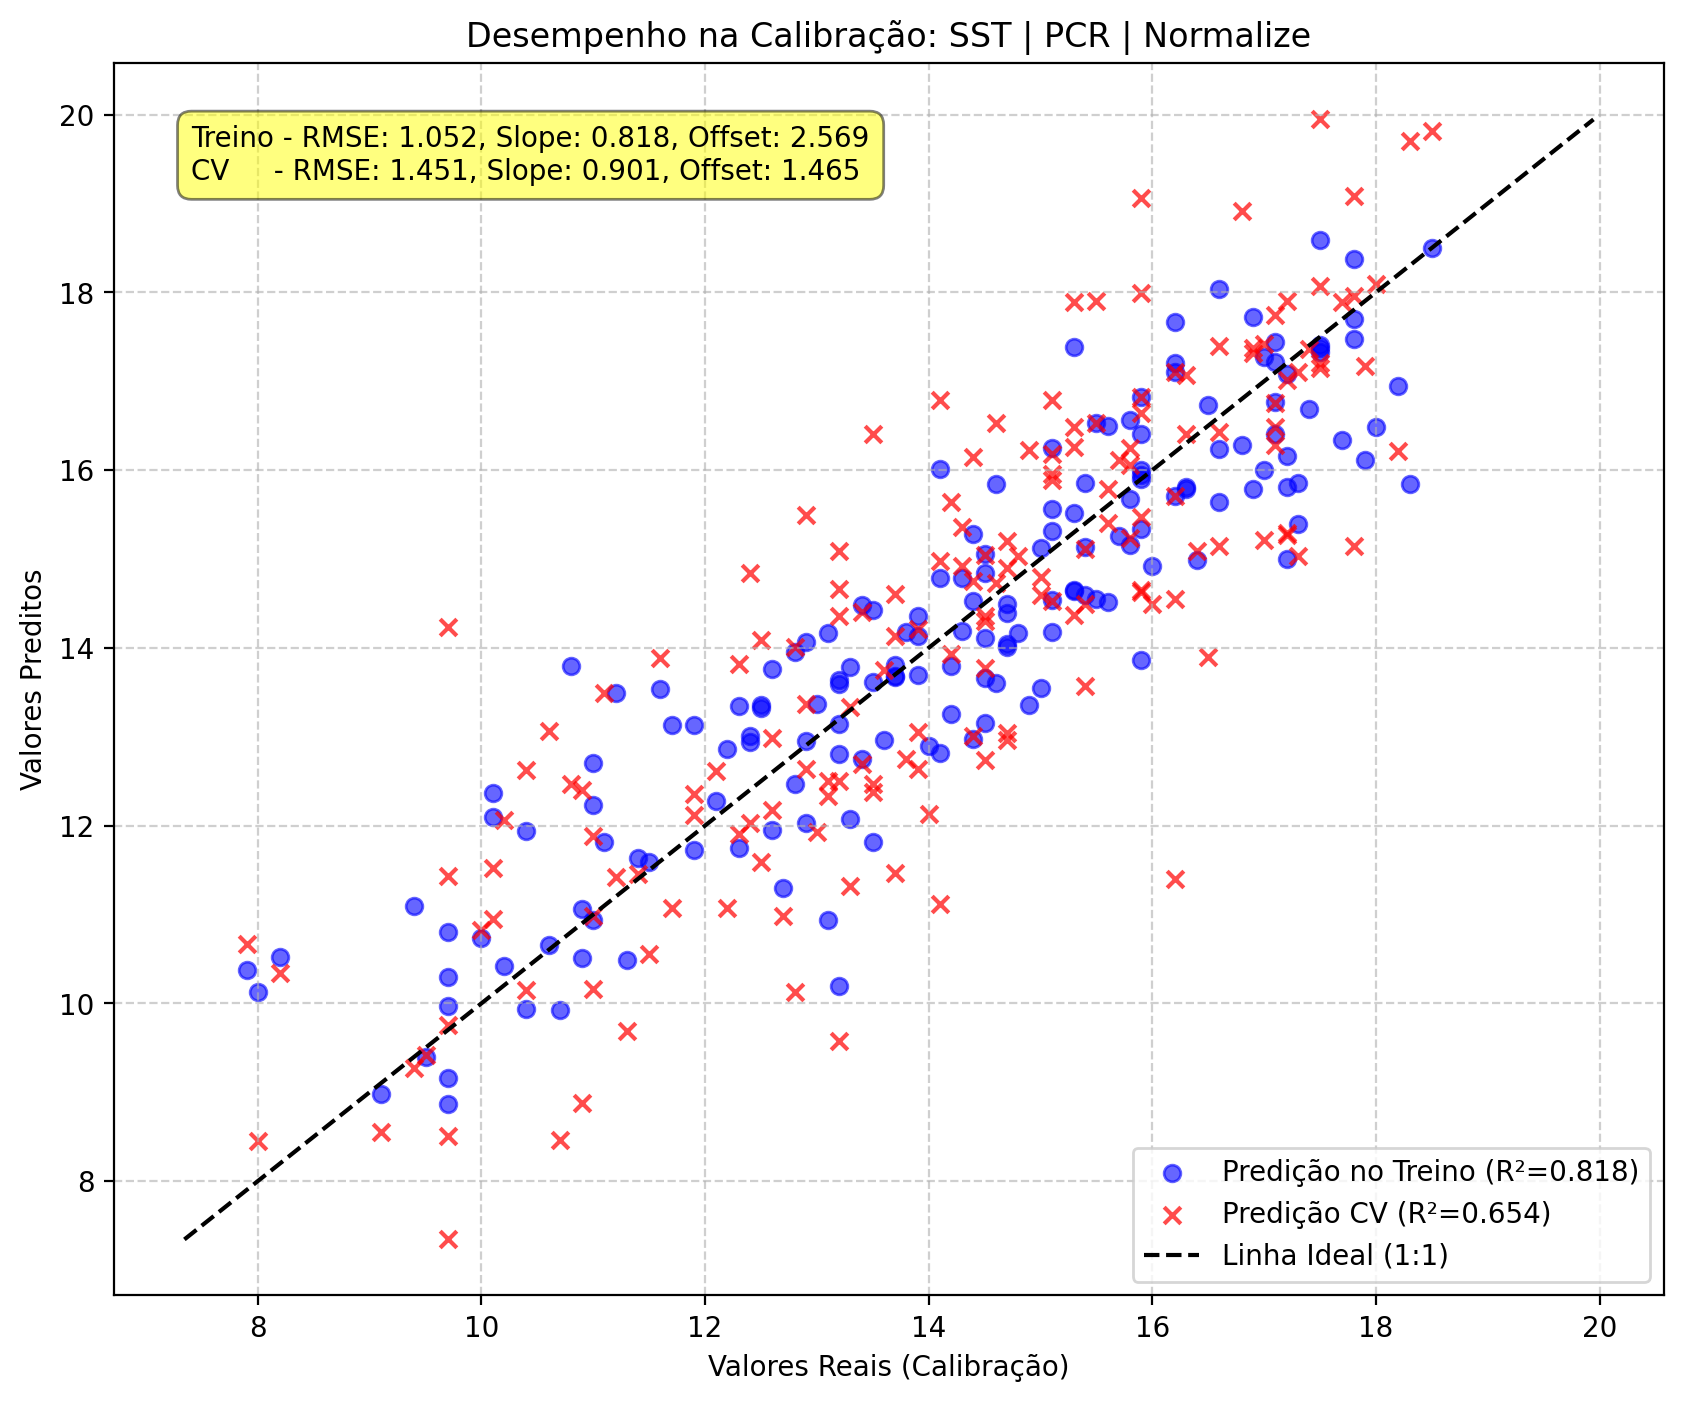 Desempenho na Calibração: SST | PCR | Normalize
Treino - RMSE: 1.052, Slope: 0.818, Offset: 2.569
CV - RMSE: 1.451, Slope: 0.901, Offset: 1.465
Valores Preditos
20
18
16
14
12
10
8
Predição no Treino (R²=0.818)
Predição CV (R²=0.654)
Linha Ideal (1:1)
8 10 12 14 16 18 20
Valores Reais (Calibração)